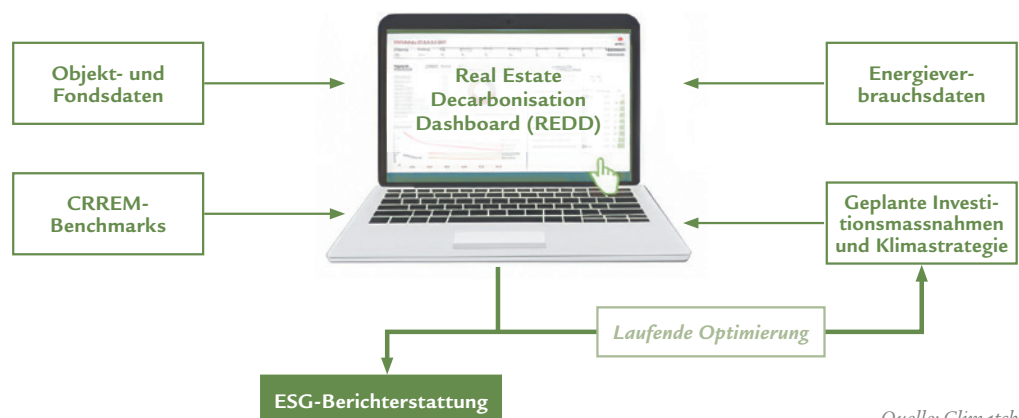 Objekt- und
Fondsdaten
Real Estate
Decarbonisation
Dashboard (REDD)
Energiever-
brauchsdaten
CRREM-
Benchmarks
Geplante Investi-
tionsmassnahmen
und Klimastrategie
Laufende Optimierung
ESG-Berichterstattung
Quelle: